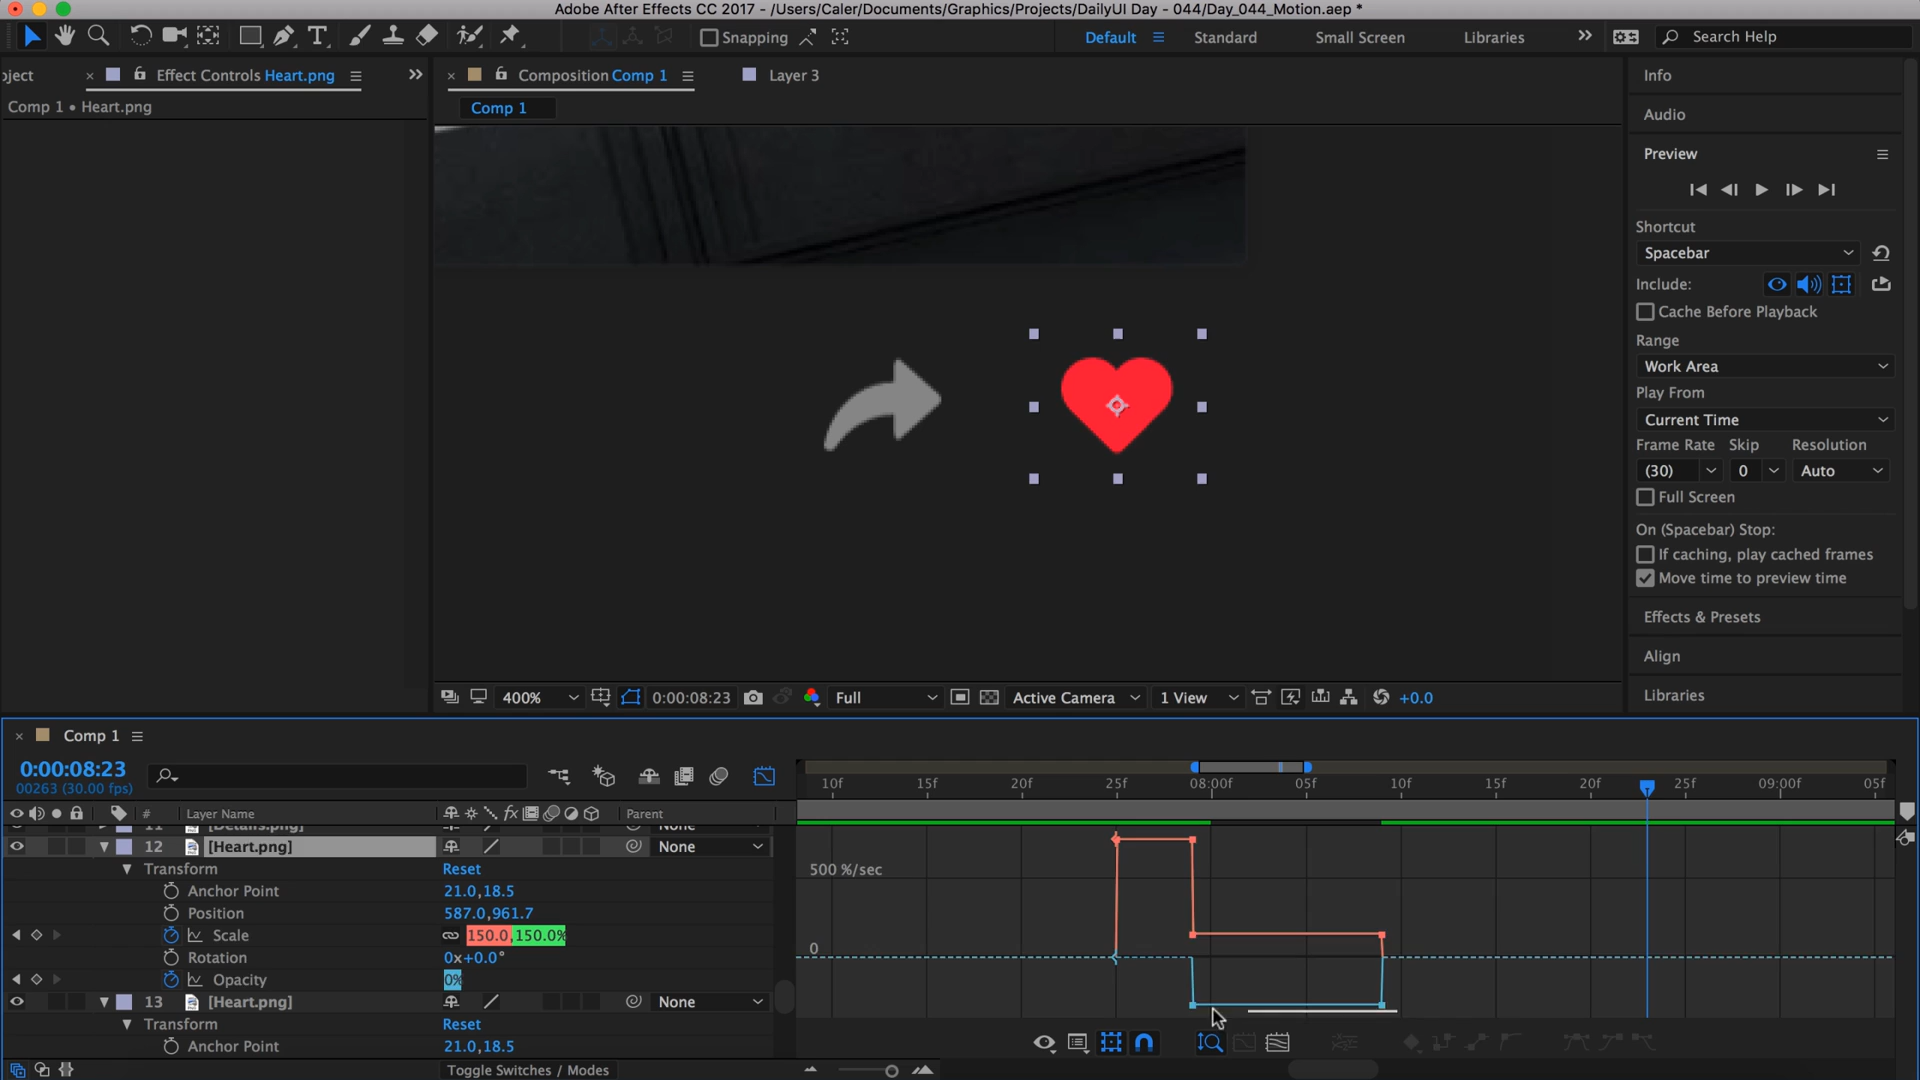 Adobe After Effects CC 2017 - /Users/Caler/Documents/Graphics/Projects/DailyUI Day - 044/Day_044_Motion.aep *
Snapping
Default
Standard
Small Screen
Libraries
Search Help
oject
Effect Controls Heart.png
Composition Comp 1
Layer 3
Comp 1 • Heart.png
Comp 1
Info
Audio
Preview
Shortcut
Spacebar
Include:
Cache Before Playback
Range
Work Area
Play From
Current Time
Frame Rate Skip Resolution
(30) 0 Auto
Full Screen
On (Spacebar) Stop:
If caching, play cached frames
Move time to preview time
Effects & Presets
Align
Libraries
400%
0:00:08:23
Full
Active Camera
1 View
+0.0
Comp 1
0:00:08:23
00263 (30.00 fps)
10f 15f 20f 25f 08:00f 05f 10f 15f 20f 25f 09:00f 05f
# Layer Name
fx
Parent
11 [Details.png] None
12 [Heart.png] None
Transform Reset
Anchor Point 21.0,18.5
Position 587.0,961.7
Scale 150.0,150.0%
Rotation 0x+0.0°
Opacity 0%
13 [Heart.png] None
Transform Reset
Anchor Point 21.0,18.5
500 %/sec
0
Toggle Switches / Modes